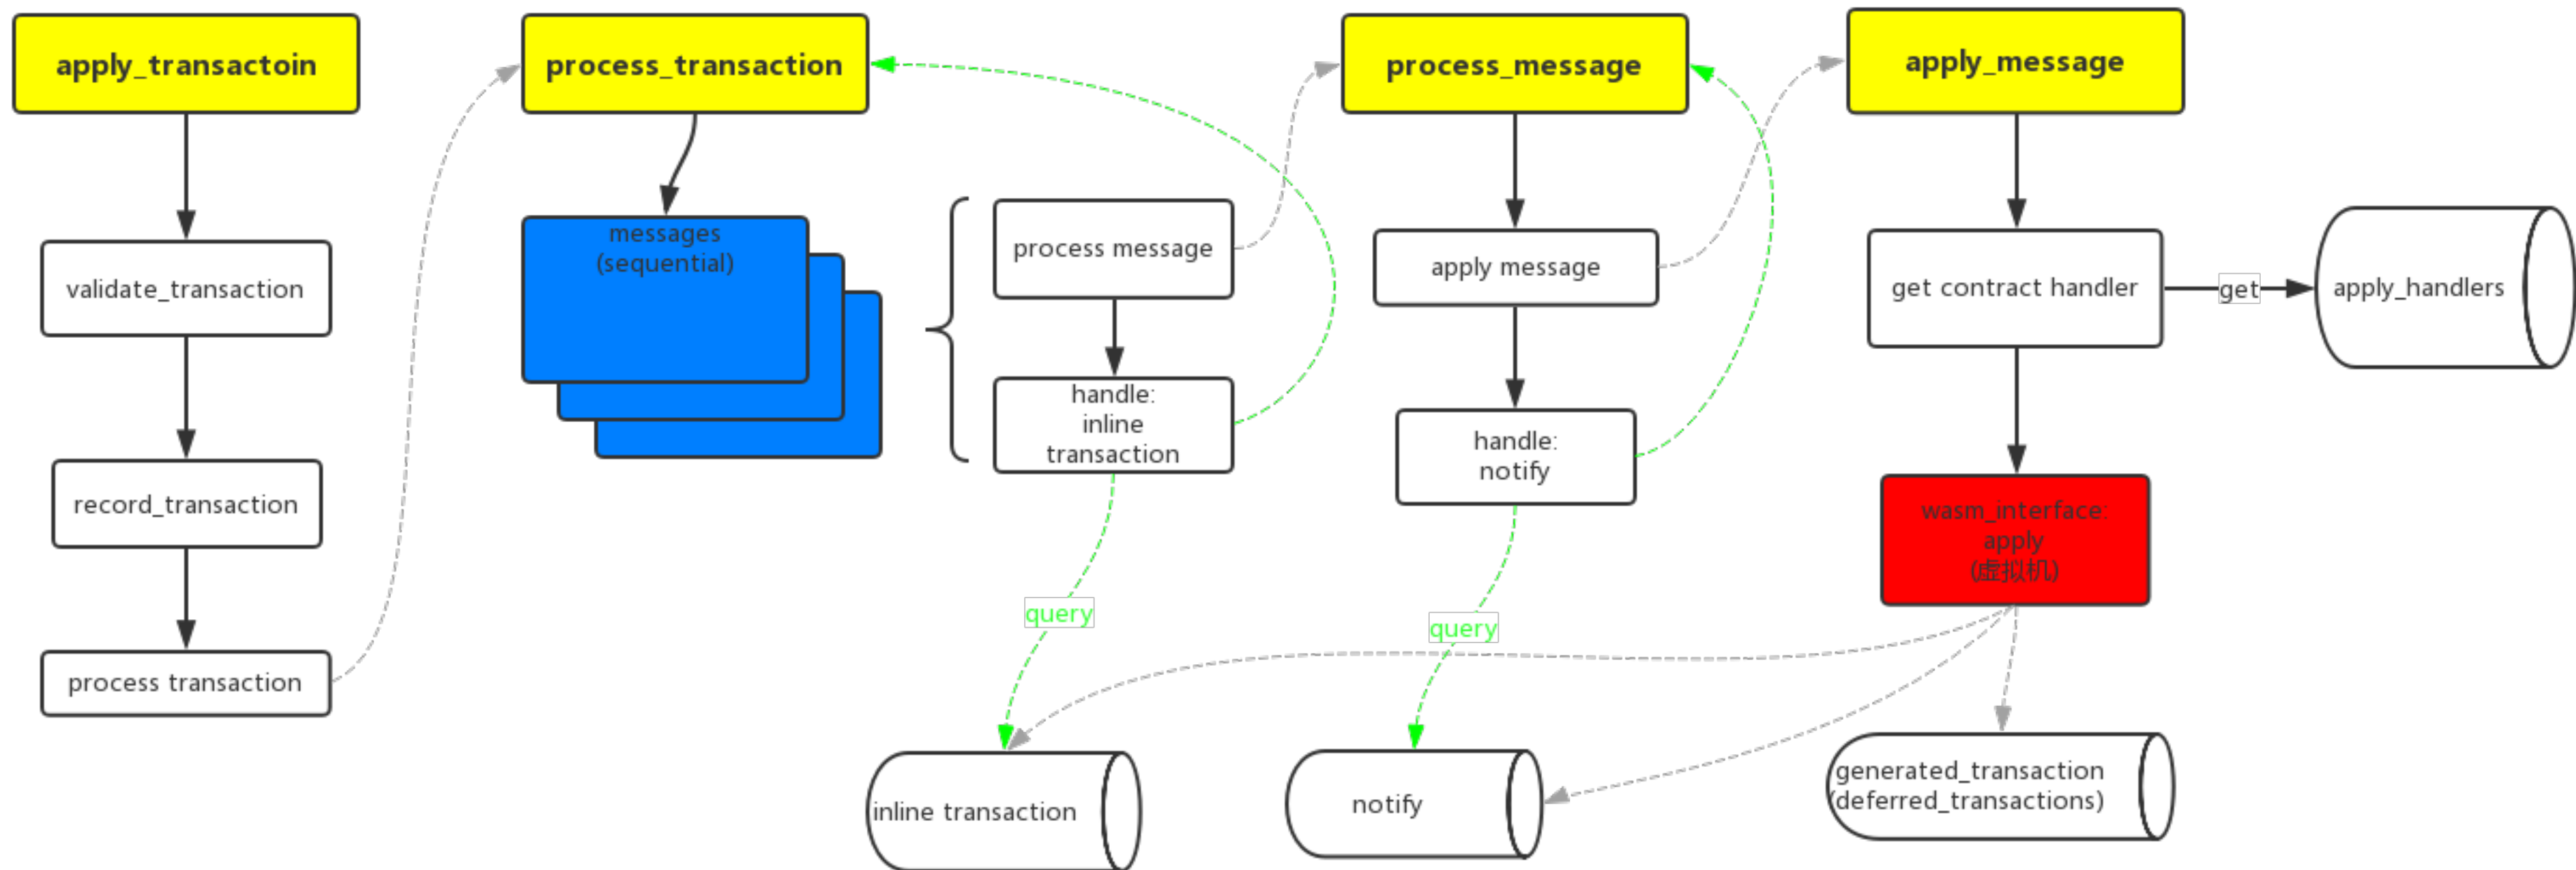 apply_transactoin
validate_transaction
record_transaction
process transaction
process_transaction
messages
(sequential)
process message
handle:
inline
transaction
query
inline transaction
process_message
apply message
handle:
notify
query
notify
apply_message
get contract handler
get
apply_handlers
wasm_interface:
apply
(虚拟机)
generated_transaction
(deferred_transactions)